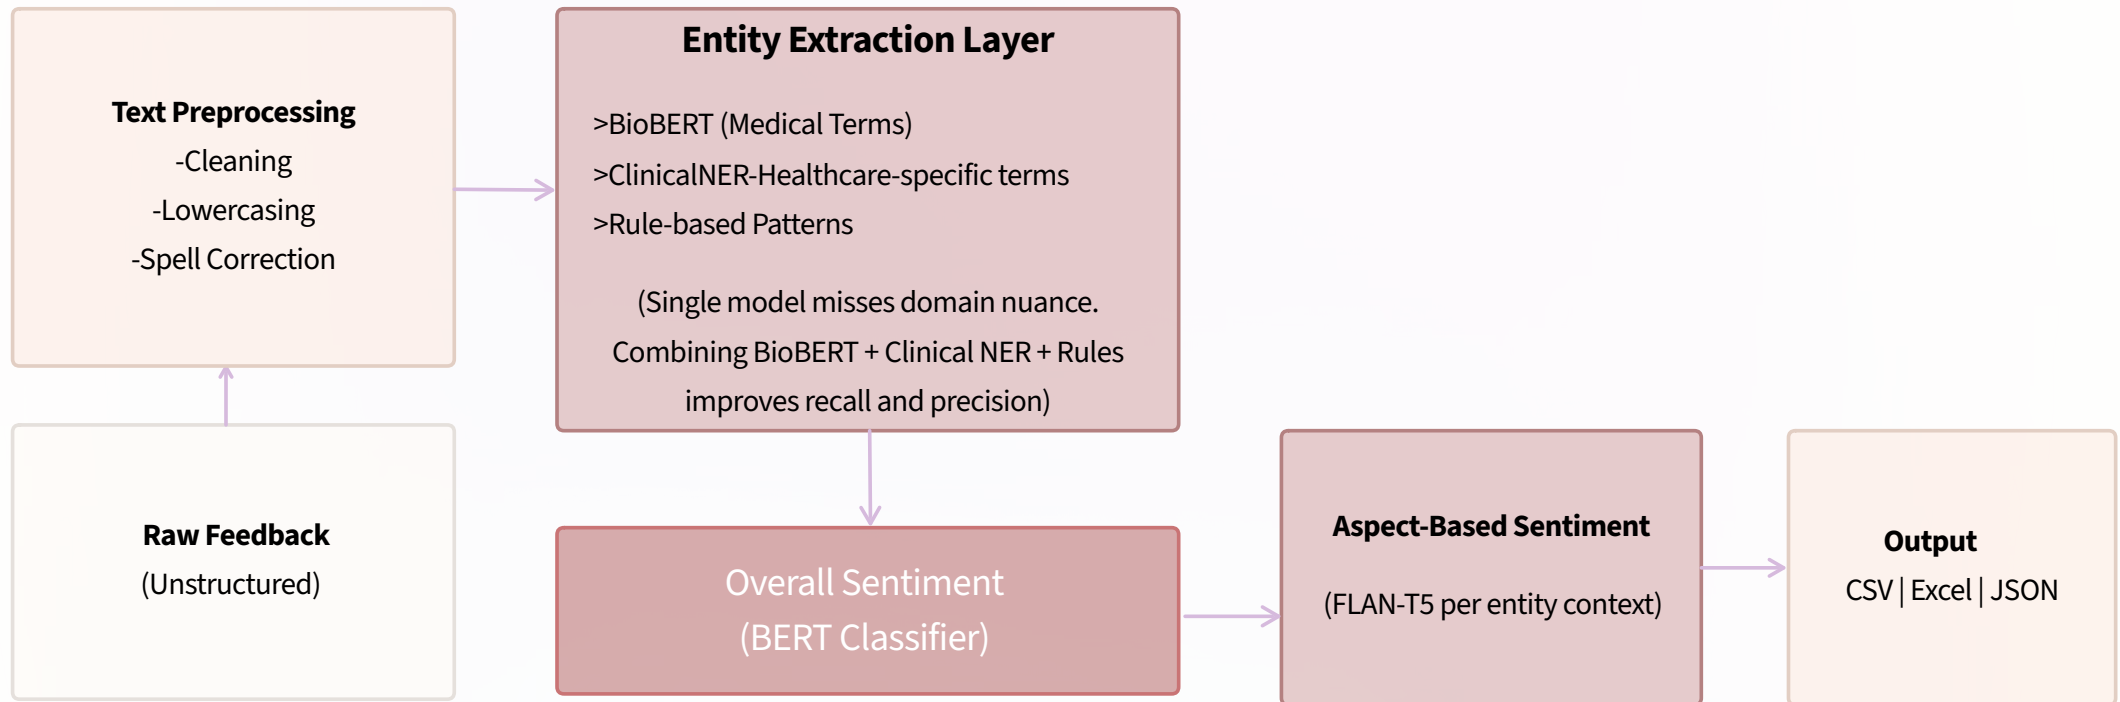 Text Preprocessing
-Cleaning
-Lowercasing
-Spell Correction
Raw Feedback
(Unstructured)
Entity Extraction Layer
>BioBERT (Medical Terms)
>ClinicalNER-Healthcare-specific terms
>Rule-based Patterns
(Single model misses domain nuance.
Combining BioBERT + Clinical NER + Rules
improves recall and precision)
Overall Sentiment
(BERT Classifier)
Aspect-Based Sentiment
(FLAN-T5 per entity context)
Output
CSV | Excel | JSON